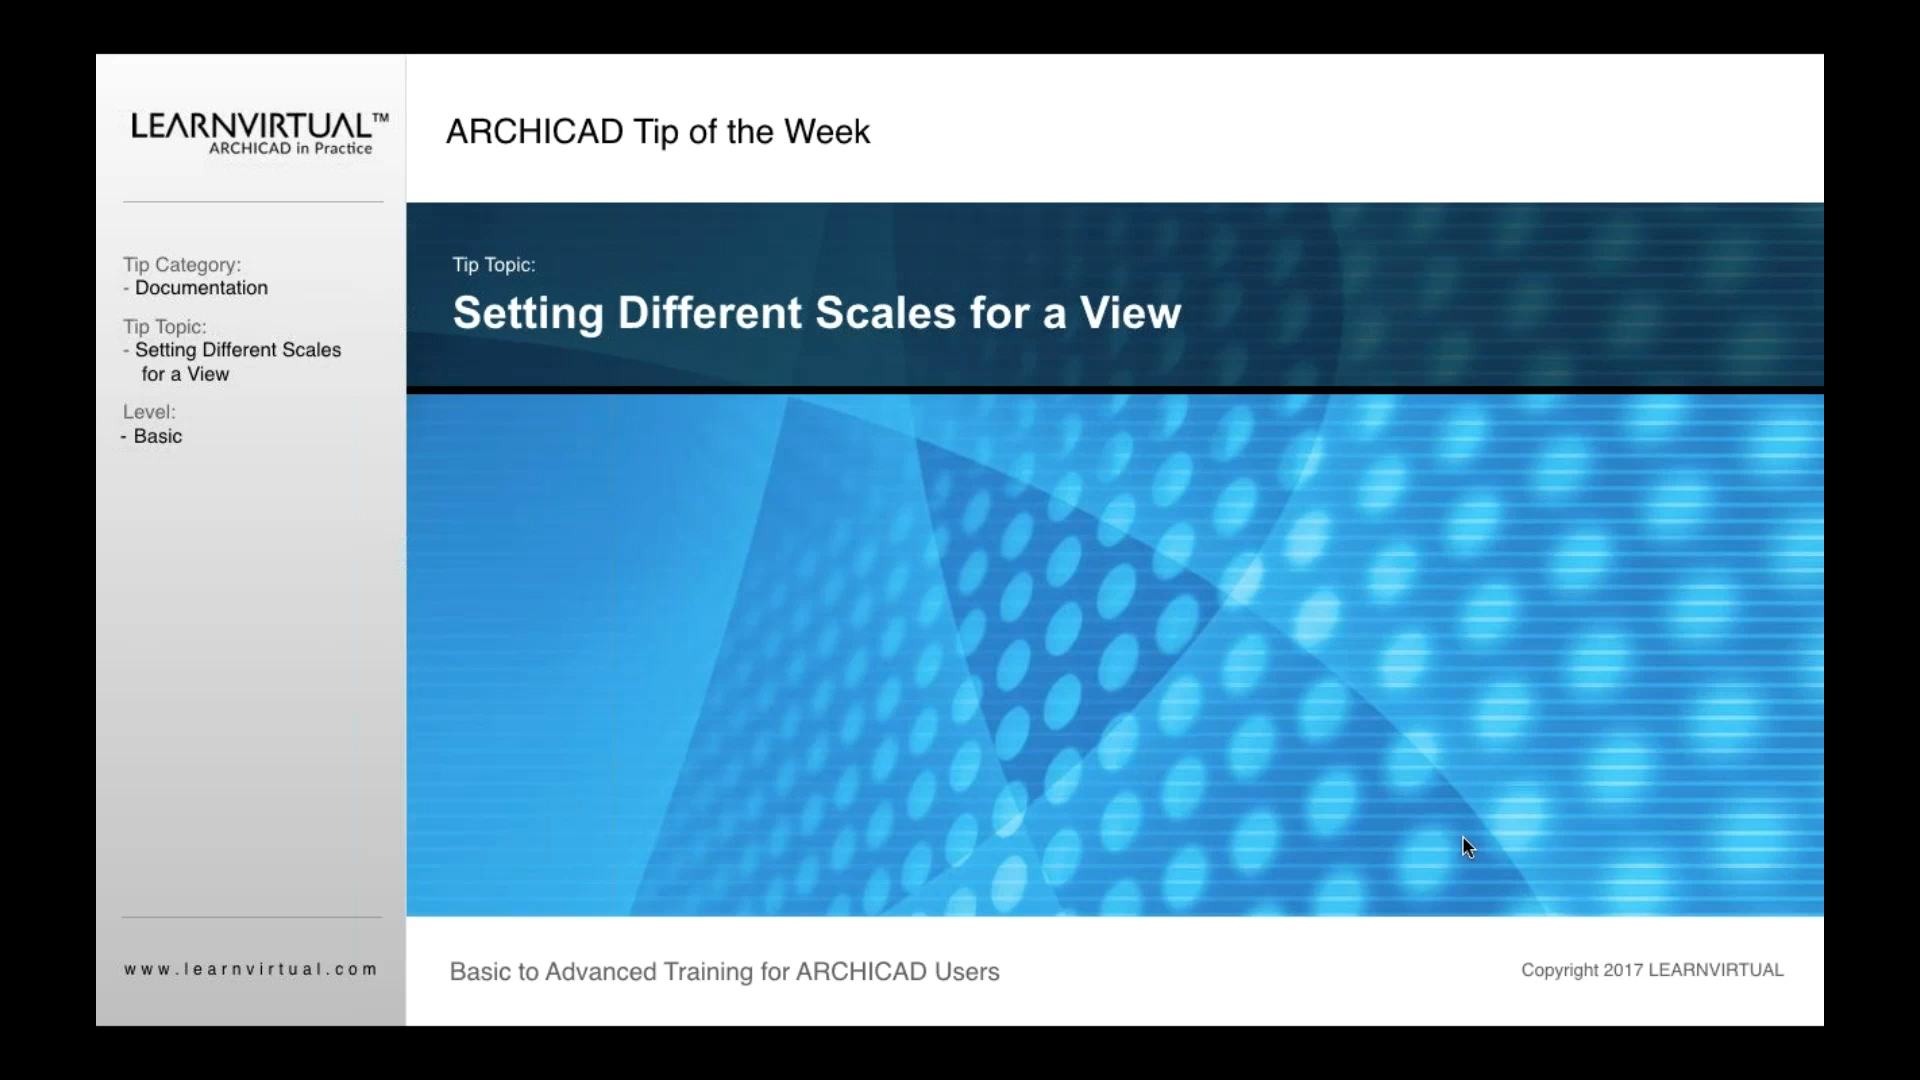 LEARNVIRTUAL™
ARCHICAD in Practice
Tip Category:
- Documentation
Tip Topic:
- Setting Different Scales
for a View
Level:
- Basic
www.learnvirtual.com
ARCHICAD Tip of the Week
Tip Topic:
Setting Different Scales for a View
Basic to Advanced Training for ARCHICAD Users
Copyright 2017 LEARNVIRTUAL